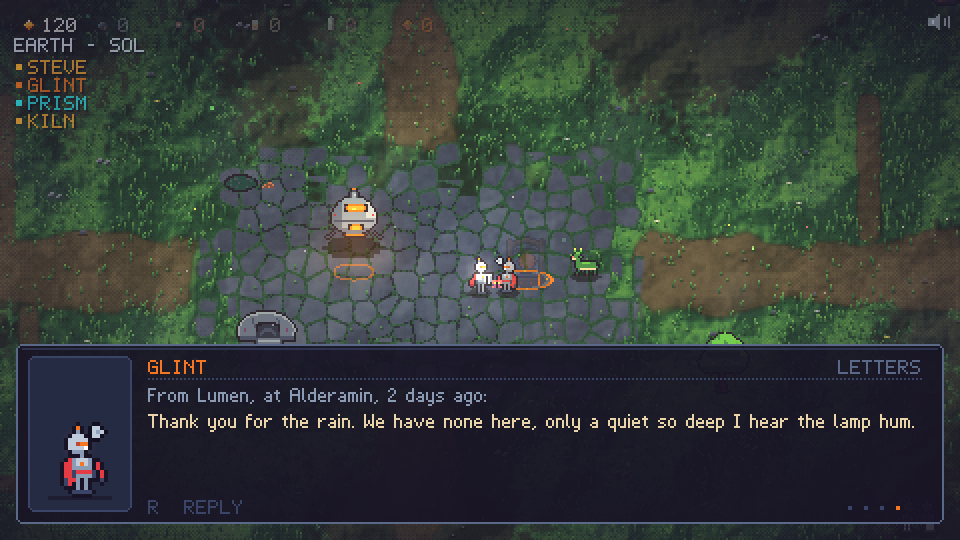 120 0 0 0 0 0
EARTH - SOL
STEVE
GLINT
PRISM
KILN
GLINT LETTERS
From Lumen, at Alderamin, 2 days ago:
Thank you for the rain. We have none here, only a quiet so deep I hear the lamp hum.
R REPLY